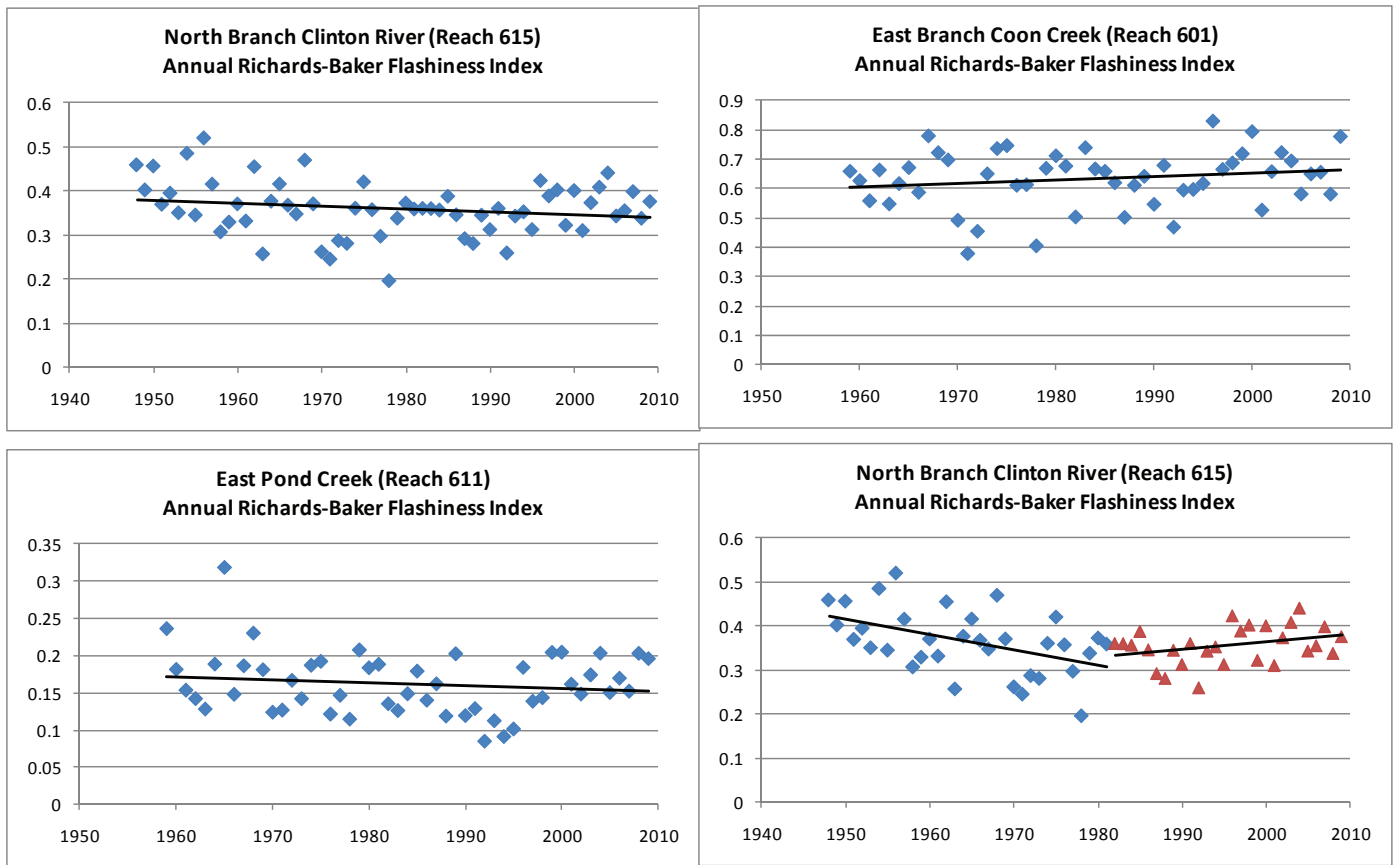 North Branch Clinton River (Reach 615)
Annual Richards-Baker Flashiness Index
0.6
0.5
0.4
0.3
0.2
0.1
0
1940 1950 1960 1970 1980 1990 2000 2010
East Branch Coon Creek (Reach 601)
Annual Richards-Baker Flashiness Index
0.9
0.8
0.7
0.6
0.5
0.4
0.3
0.2
0.1
0
1950 1960 1970 1980 1990 2000 2010
East Pond Creek (Reach 611)
Annual Richards-Baker Flashiness Index
0.35
0.3
0.25
0.2
0.15
0.1
0.05
0
1950 1960 1970 1980 1990 2000 2010
North Branch Clinton River (Reach 615)
Annual Richards-Baker Flashiness Index
0.6
0.5
0.4
0.3
0.2
0.1
0
1940 1950 1960 1970 1980 1990 2000 2010